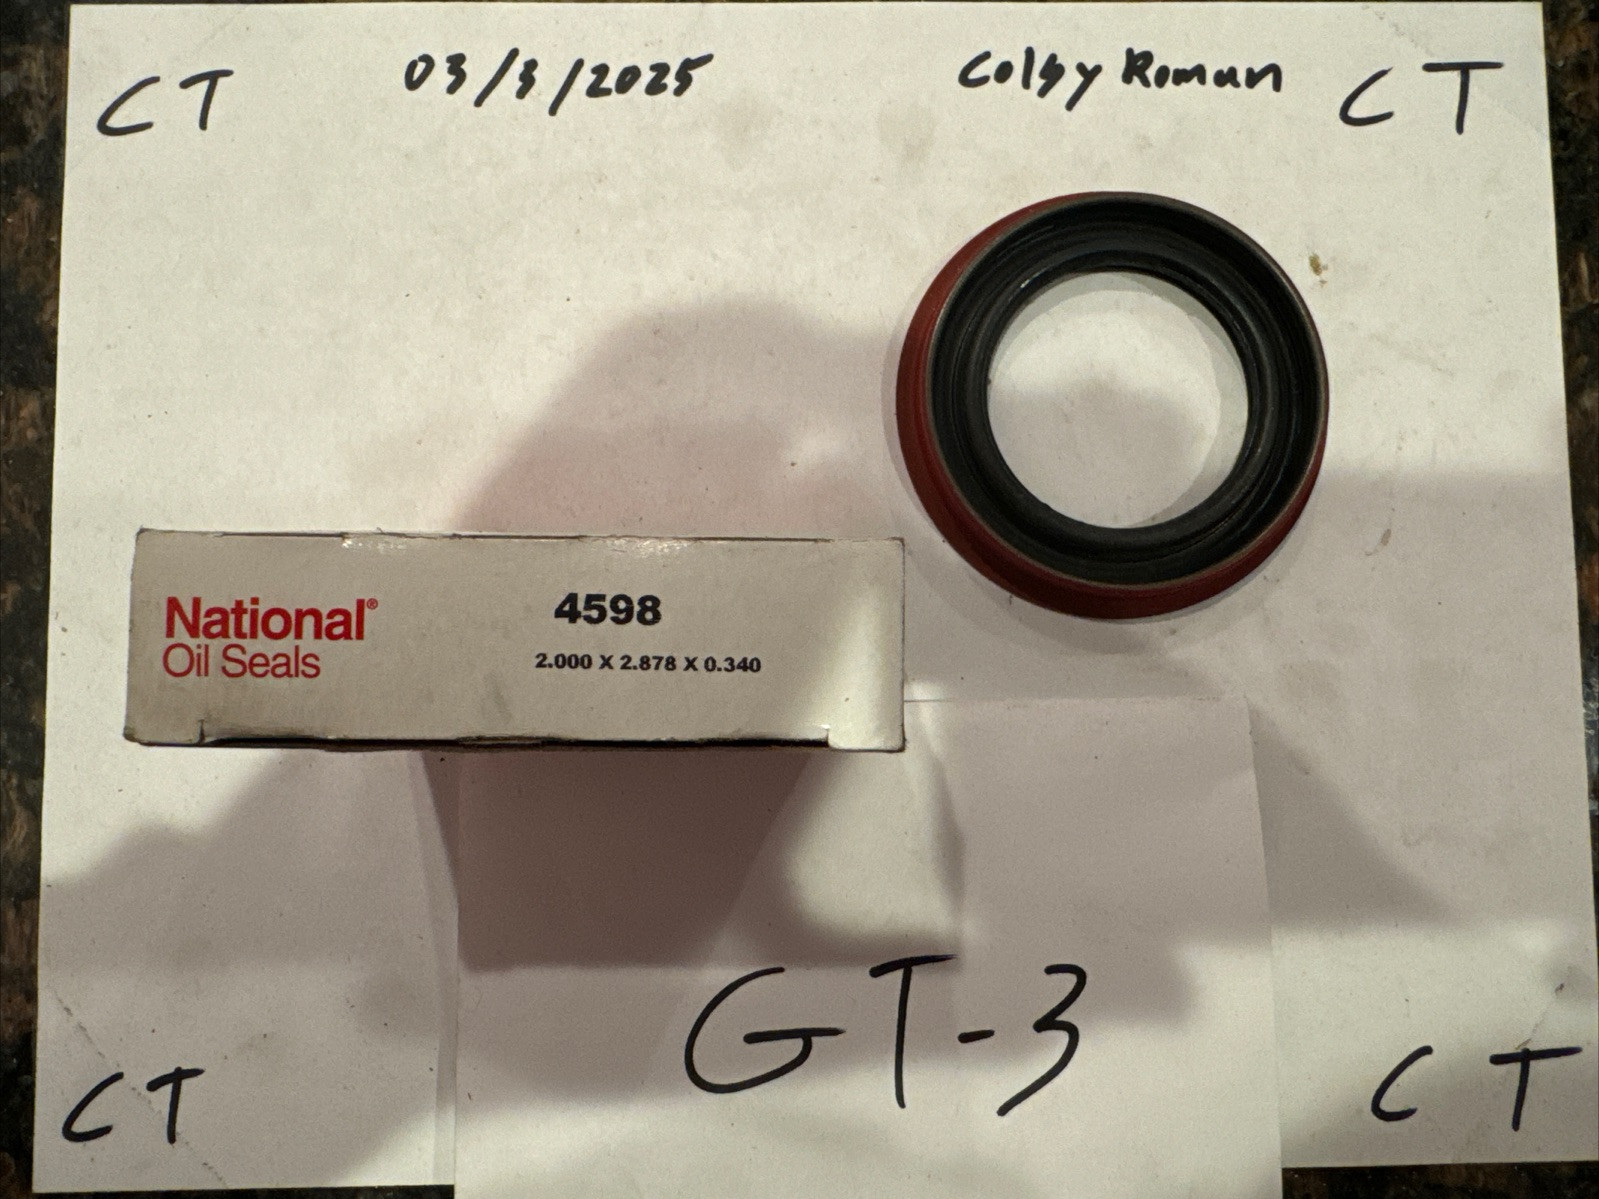 CT 03/3/2025 Colby Roman CT
National® 4598
Oil Seals 2.000 X 2.878 X 0.340
GT-3
CT CT